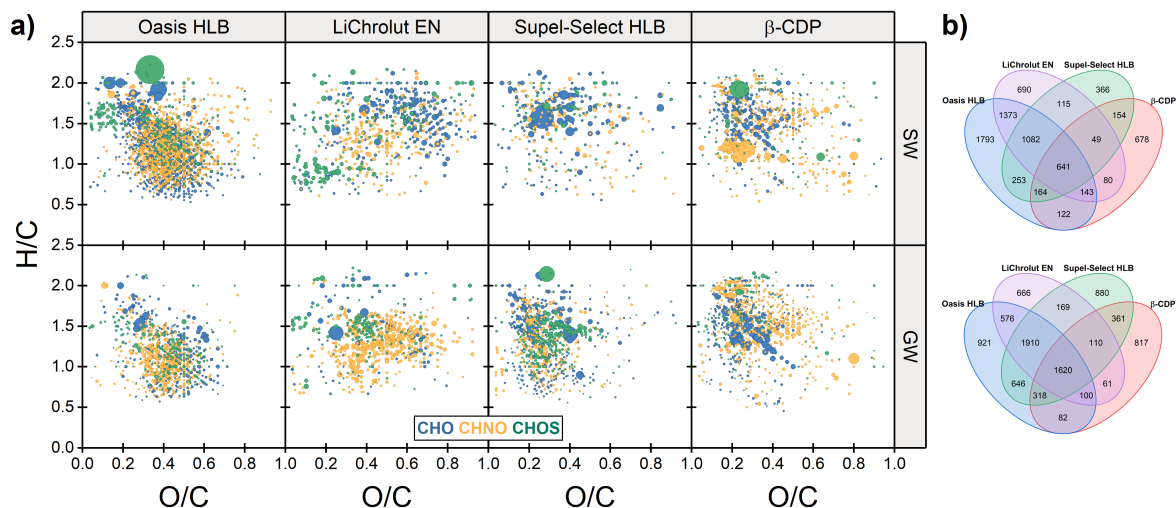 a)
Oasis HLB LiChrolut EN Supel-Select HLB β-CDP
H/C
2.5
2.0
1.5
1.0
0.5
0.0
SW
2.5
2.0
1.5
1.0
0.5
0.0
GW
CHO CHNO CHOS
0.0 0.2 0.4 0.6 0.8 1.0 0.2 0.4 0.6 0.8 1.0 0.2 0.4 0.6 0.8 1.0 0.2 0.4 0.6 0.8 1.0
O/C O/C O/C O/C
b)
LiChrolut EN Supel-Select HLB
Oasis HLB β-CDP
690 366
115
1373 154
1793 1082 49 678
641
253 80
164 143
122
LiChrolut EN Supel-Select HLB
Oasis HLB β-CDP
666 880
169
576 361
921 1910 110 817
1620
646 61
318 100
82